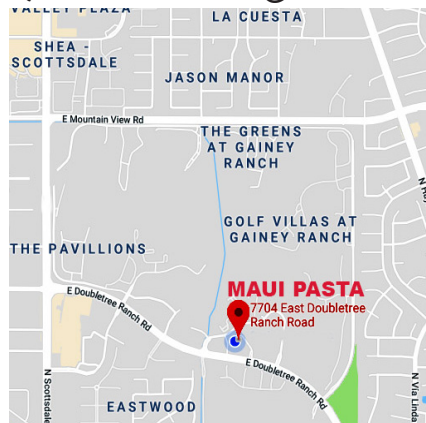 VALLEY PLAZA
LA CUESTA
SHEA -
SCOTTSDALE
JASON MANOR
E Mountain View Rd
THE GREENS
AT GAINEY
RANCH
GOLF VILLAS AT
GAINEY RANCH
THE PAVILLIONS
MAUI PASTA
7704 East Doubletree
Ranch Road
E Doubletree Ranch Rd
E Doubletree Ranch Rd
N Scottsdale
EASTWOOD
N Via Linda